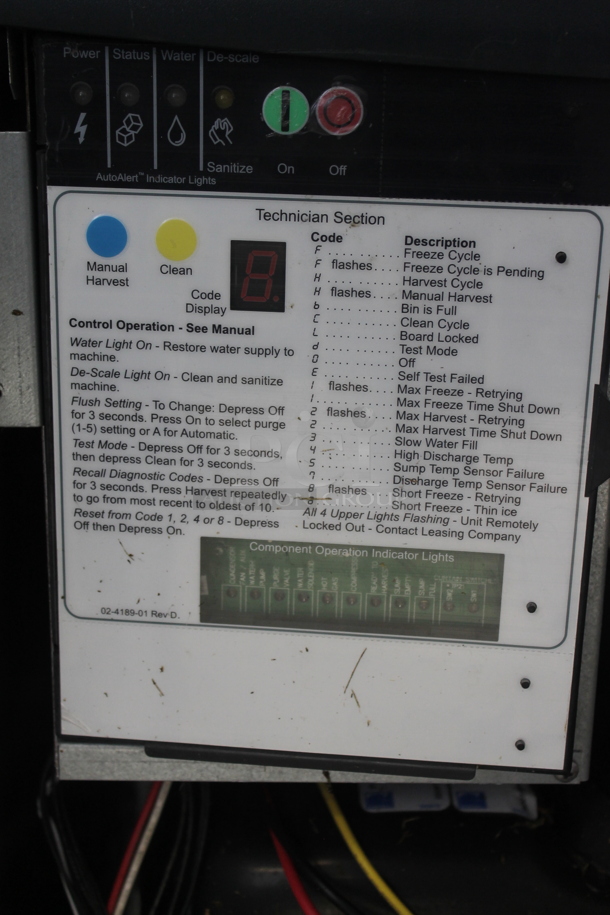 Power Status Water De-scale
Sanitize On Off
AutoAlert™ Indicator Lights
Technician Section
Manual
Harvest
Clean
Code
Display
8.
Control Operation - See Manual
Water Light On - Restore water supply to
machine.
De-Scale Light On - Clean and sanitize
machine.
Flush Setting - To Change: Depress Off
for 3 seconds. Press On to select purge
(1-5) setting or A for Automatic.
Test Mode - Depress Off for 3 seconds,
then depress Clean for 3 seconds.
Recall Diagnostic Codes - Depress Off
for 3 seconds. Press Harvest repeatedly
to go from most recent to oldest of 10.
Reset from Code 1, 2, 4 or 8 - Depress
Off then Depress On.
Code Description
F .......... Freeze Cycle
F flashes.... Freeze Cycle is Pending
H .......... Harvest Cycle
H flashes.... Manual Harvest
b .......... Bin is Full
C .......... Clean Cycle
L .......... Board Locked
d .......... Test Mode
0 .......... Off
E .......... Self Test Failed
1 flashes.... Max Freeze - Retrying
1 .......... Max Freeze Time Shut Down
2 flashes.... Max Harvest - Retrying
2 .......... Max Harvest Time Shut Down
3 .......... Slow Water Fill
4 .......... High Discharge Temp
5 .......... Sump Temp Sensor Failure
7 .......... Discharge Temp Sensor Failure
8 flashes.... Short Freeze - Retrying
8 .......... Short Freeze - Thin ice
All 4 Upper Lights Flashing - Unit Remotely
Locked Out - Contact Leasing Company
Component Operation Indicator Lights
02-4189-01 Rev D.